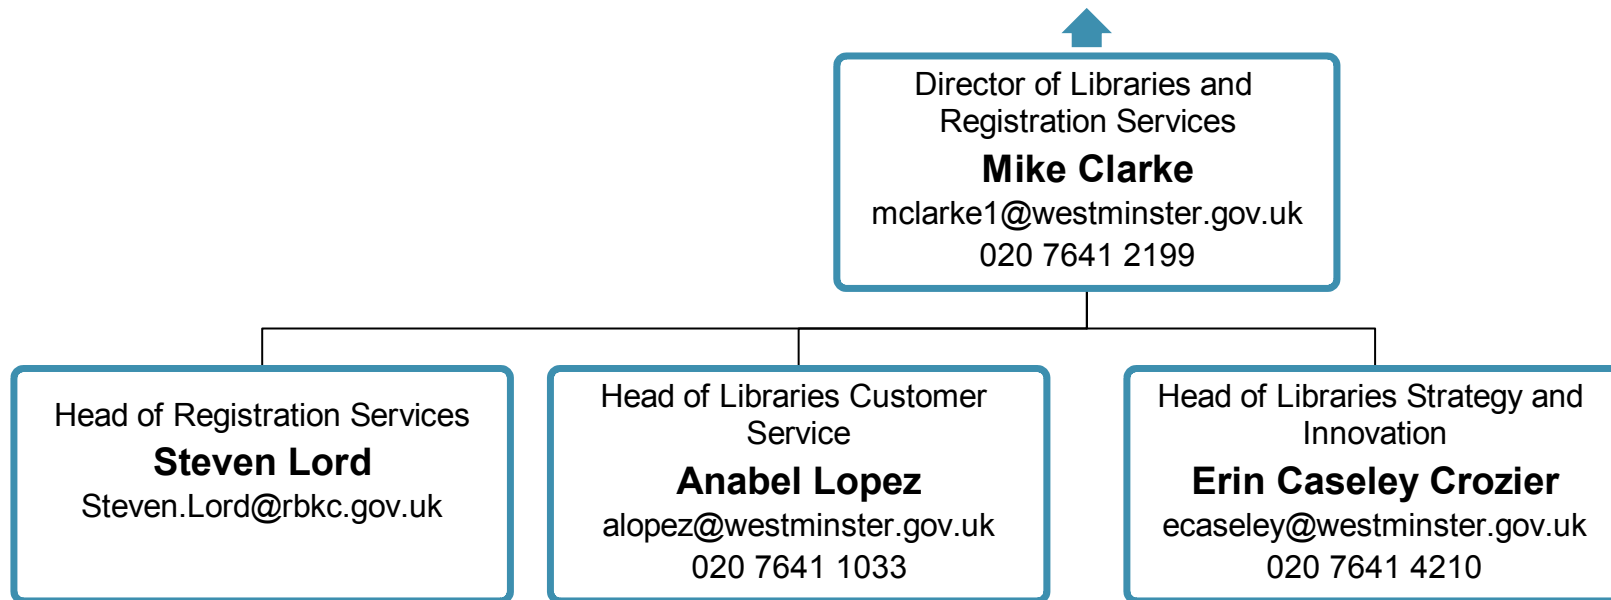 Director of Libraries and
Registration Services
Mike Clarke
mclarke1@westminster.gov.uk
020 7641 2199
Head of Registration Services
Steven Lord
Steven.Lord@rbkc.gov.uk
Head of Libraries Customer
Service
Anabel Lopez
alopez@westminster.gov.uk
020 7641 1033
Head of Libraries Strategy and
Innovation
Erin Caseley Crozier
ecaseley@westminster.gov.uk
020 7641 4210